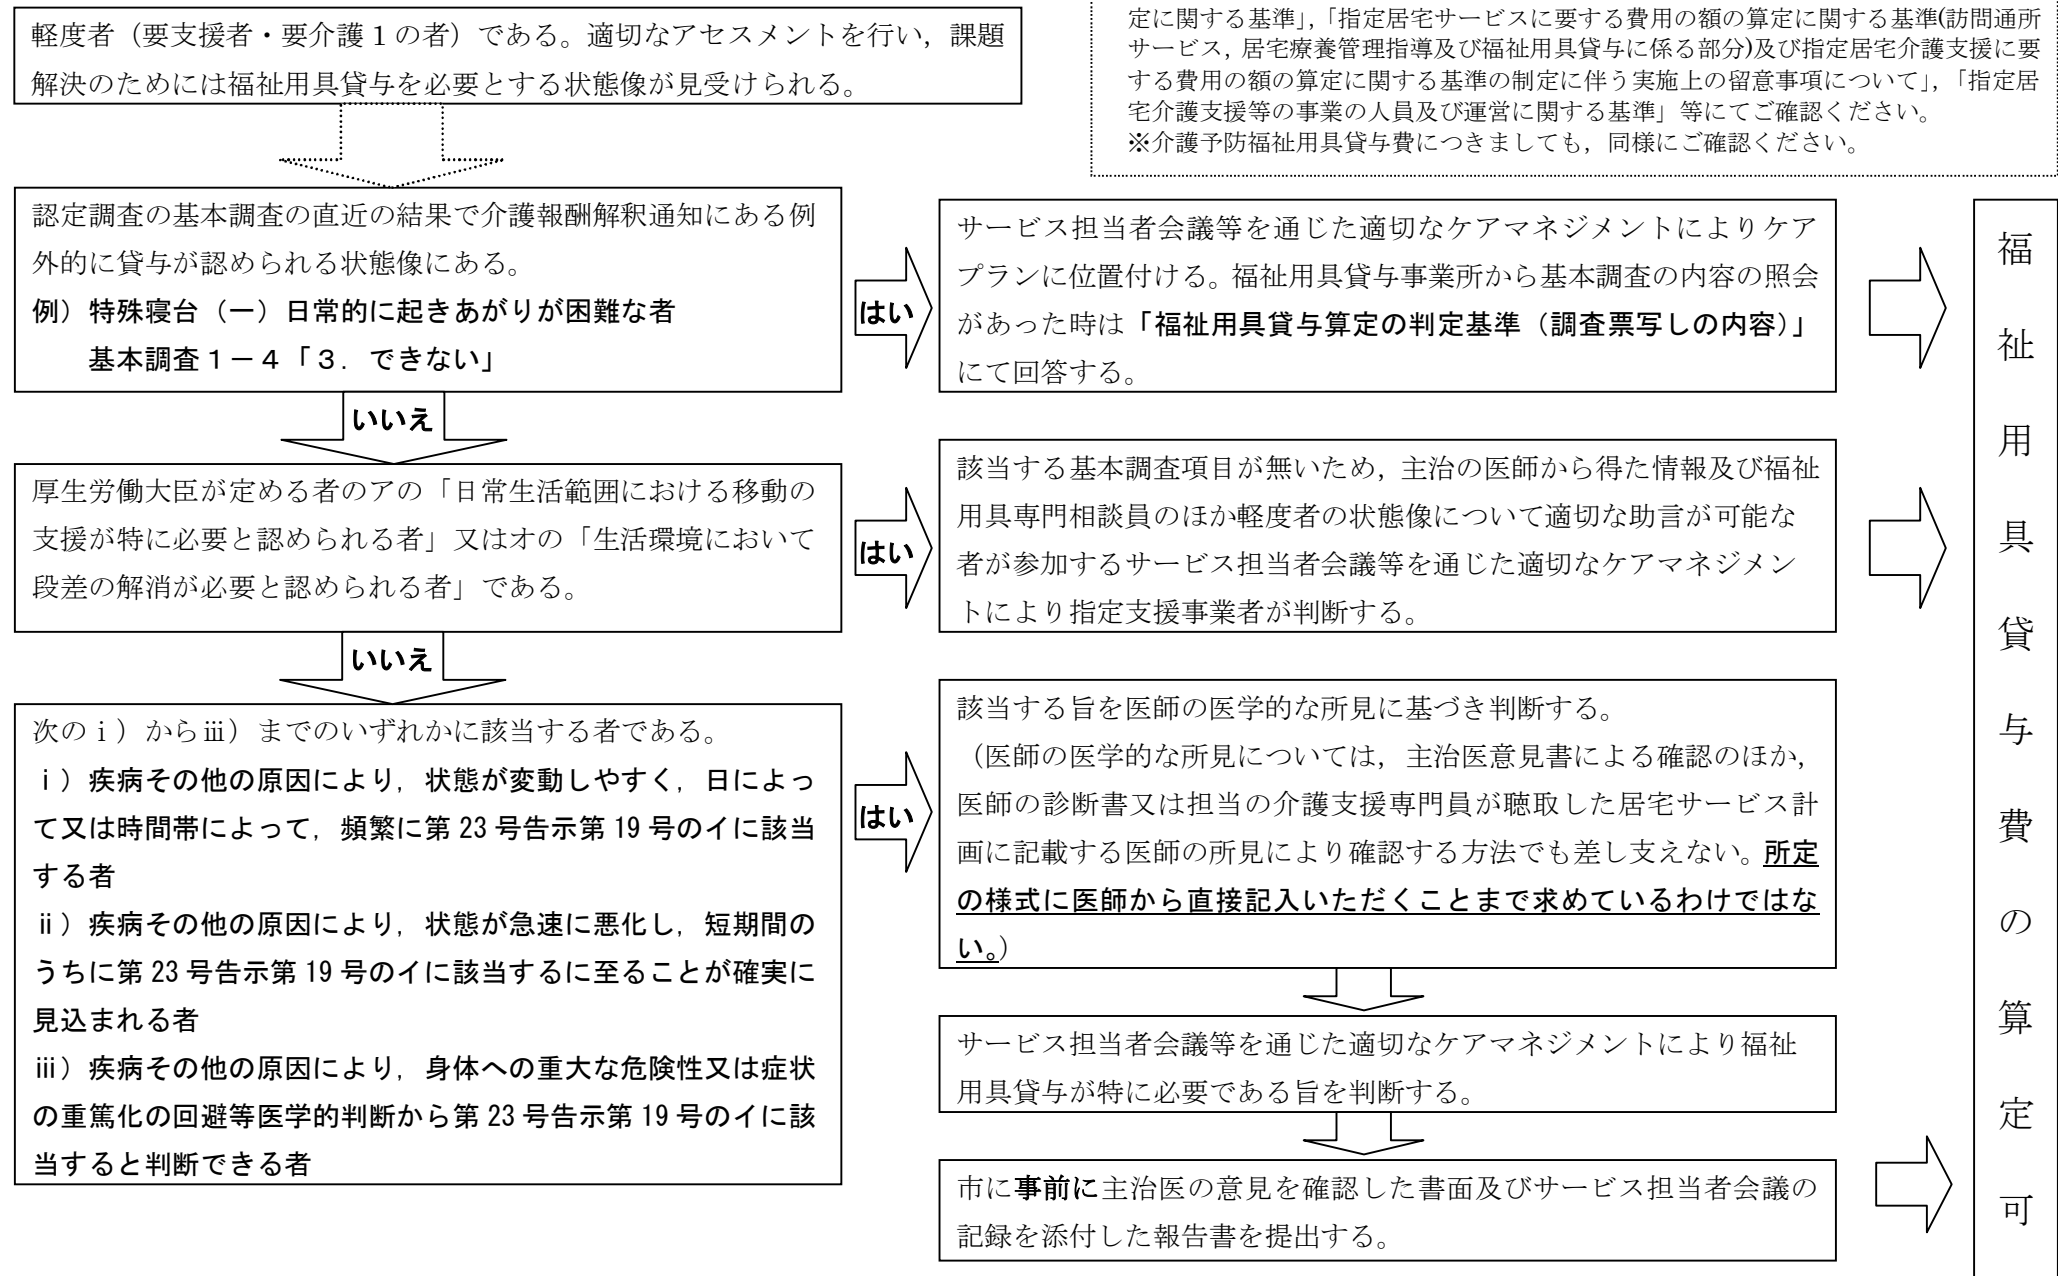 軽度者（要支援者・要介護１の者）である。適切なアセスメントを行い，課題
解決のためには福祉用具貸与を必要とする状態像が見受けられる。
定に関する基準」，「指定居宅サービスに要する費用の額の算定に関する基準(訪問通所
サービス，居宅療養管理指導及び福祉用具貸与に係る部分)及び指定居宅介護支援に要
する費用の額の算定に関する基準の制定に伴う実施上の留意事項について」，「指定居
宅介護支援等の事業の人員及び運営に関する基準」等にてご確認ください。
※介護予防福祉用具貸与費につきましても，同様にご確認ください。
認定調査の基本調査の直近の結果で介護報酬解釈通知にある例
外的に貸与が認められる状態像にある。
例）特殊寝台（一）日常的に起きあがりが困難な者
基本調査１－４「３．できない」
はい
サービス担当者会議等を通じた適切なケアマネジメントによりケア
プランに位置付ける。福祉用具貸与事業所から基本調査の内容の照会
があった時は「福祉用具貸与算定の判定基準（調査票写しの内容）」
にて回答する。
いいえ
厚生労働大臣が定める者のアの「日常生活範囲における移動の
支援が特に必要と認められる者」又はオの「生活環境において
段差の解消が必要と認められる者」である。
はい
該当する基本調査項目が無いため，主治の医師から得た情報及び福祉
用具専門相談員のほか軽度者の状態像について適切な助言が可能な
者が参加するサービス担当者会議等を通じた適切なケアマネジメン
トにより指定支援事業者が判断する。
いいえ
次のⅰ）からⅲ）までのいずれかに該当する者である。
ⅰ）疾病その他の原因により，状態が変動しやすく，日によっ
て又は時間帯によって，頻繁に第 23 号告示第 19 号のイに該当
する者
ⅱ）疾病その他の原因により，状態が急速に悪化し，短期間の
うちに第 23 号告示第 19 号のイに該当するに至ることが確実に
見込まれる者
ⅲ）疾病その他の原因により，身体への重大な危険性又は症状
の重篤化の回避等医学的判断から第 23 号告示第 19 号のイに該
当すると判断できる者
はい
該当する旨を医師の医学的な所見に基づき判断する。
（医師の医学的な所見については，主治医意見書による確認のほか，
医師の診断書又は担当の介護支援専門員が聴取した居宅サービス計
画に記載する医師の所見により確認する方法でも差し支えない。所定
の様式に医師から直接記入いただくことまで求めているわけではな
い。）
サービス担当者会議等を通じた適切なケアマネジメントにより福祉
用具貸与が特に必要である旨を判断する。
市に事前に主治医の意見を確認した書面及びサービス担当者会議の
記録を添付した報告書を提出する。
福祉用具貸与費の算定可